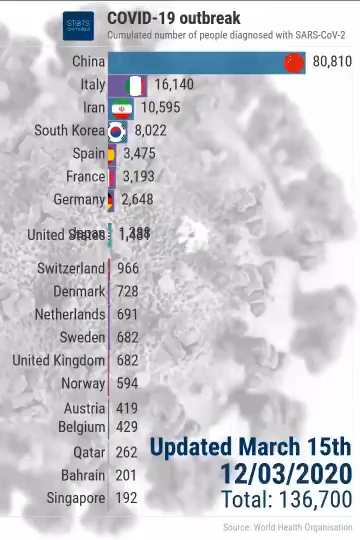 STATS
COVID-19 outbreak
Cumulated number of people diagnosed with SARS-CoV-2
China 80,810
Italy 16,140
Iran 10,595
South Korea 8,022
Spain 3,475
France 3,193
Germany 2,648
United States
Switzerland 966
Denmark 728
Netherlands 691
Sweden 682
United Kingdom 682
Norway 594
Austria 419
Belgium 429
Qatar 262
Bahrain 201
Singapore 192
Updated March 15th
12/03/2020
Total: 136,700
Source: World Health Organisation